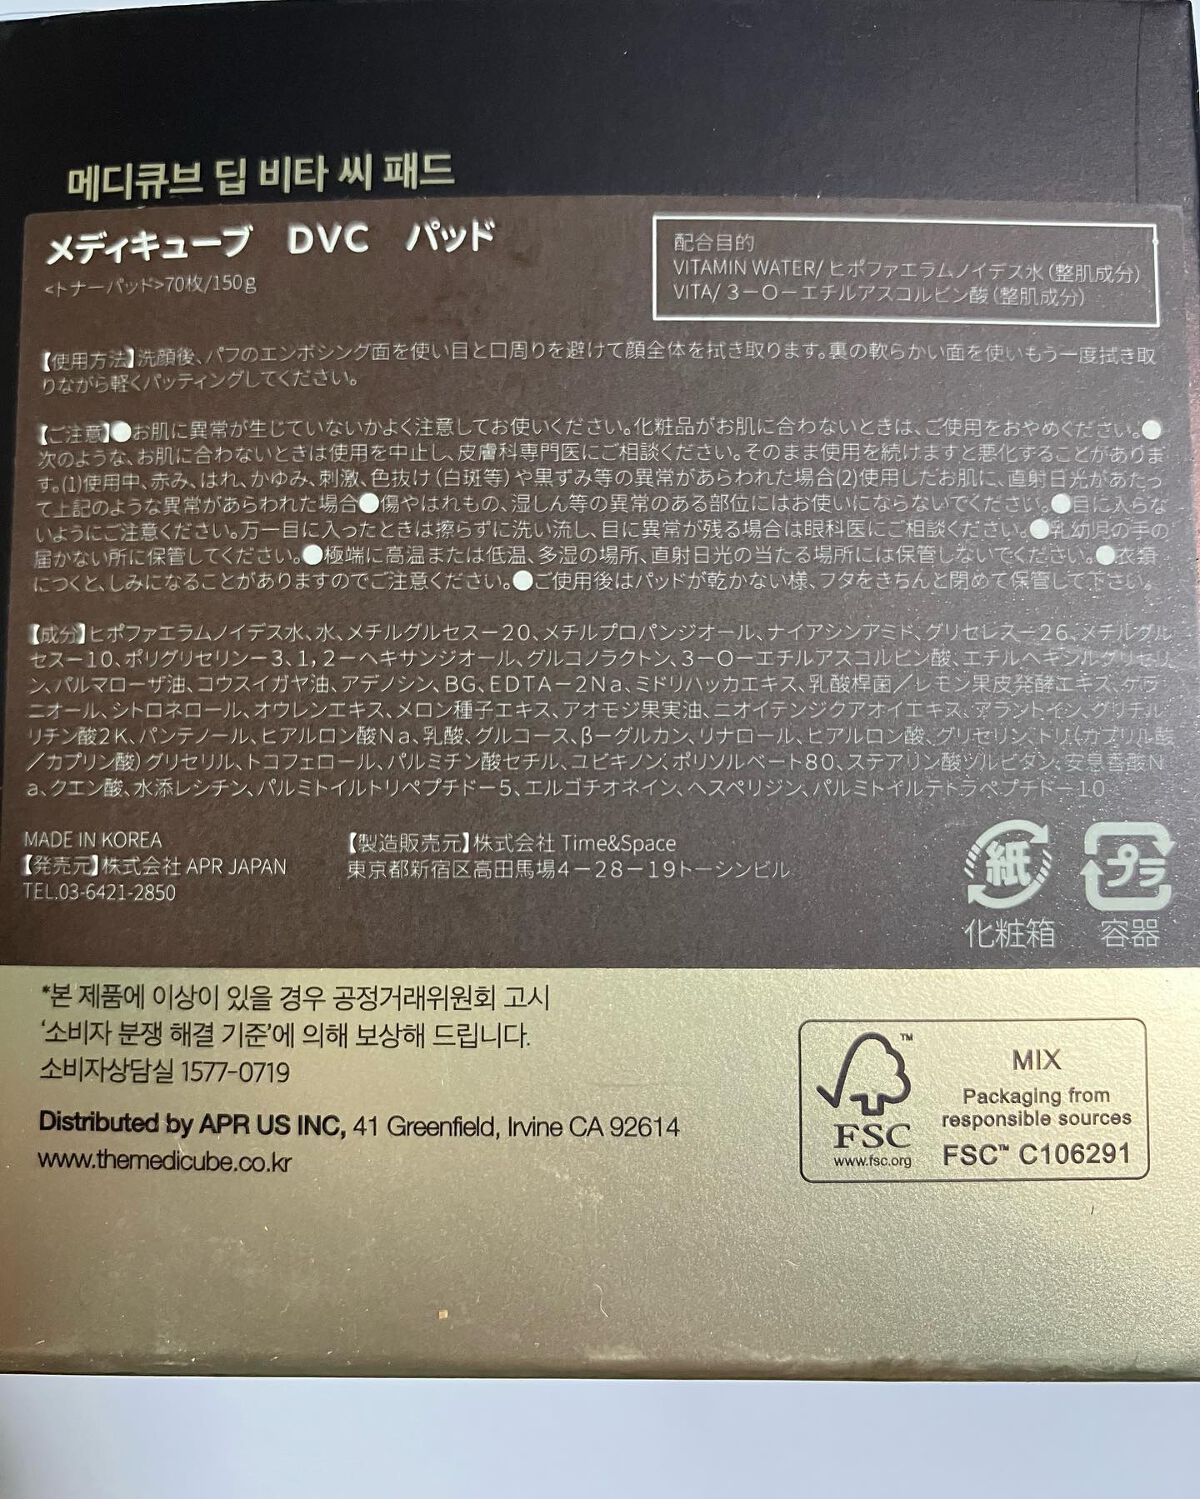 메디큐브 딥 비타 씨 패드
メディキューブ DVC パッド
<トナーパッド>70枚/150g
配合目的
VITAMIN WATER/ ヒポファエラムノイデス水（整肌成分）
VITA/ 3－O－エチルアスコルビン酸（整肌成分）
【使用方法】洗顔後、パフのエンボシング面を使い目と口周りを避けて顔全体を拭き取ります。裏の軟らかい面を使いもう一度拭き取
りながら軽くパッティングしてください。
【ご注意】●お肌に異常が生じていないかよく注意してお使いください。化粧品がお肌に合わないときは、ご使用をおやめください。●
次のような、お肌に合わないときは使用を中止し、皮膚科専門医にご相談ください。そのまま使用を続けますと悪化することがありま
す。(1)使用中、赤み、はれ、かゆみ、刺激、色抜け（白斑等）や黒ずみ等の異常があらわれた場合(2)使用したお肌に、直射日光があたっ
て上記のような異常があらわれた場合●傷やはれもの、湿しん等の異常のある部位にはお使いにならないでください。●目に入らな
いようにご注意ください。万一目に入ったときは擦らずに洗い流し、目に異常が残る場合は眼科医にご相談ください。●乳幼児の手の
届かない所に保管してください。●極端に高温または低温、多湿の場所、直射日光の当たる場所には保管しないでください。●衣類
につくと、しみになることがありますのでご注意ください。●ご使用後はパッドが乾かない様、フタをきちんと閉めて保管して下さい。
【成分】ヒポファエラムノイデス水、水、メチルグルセスー20、メチルプロパンジオール、ナイアシンアミド、グリセレスー26、メチルグル
セスー10、ポリグリセリンー3、1，2－ヘキサンジオール、グルコノラクトン、3－O－エチルアスコルビン酸、エチルヘキシルグリセリ
ン、パルマローザ油、コウスイガヤ油、アデノシン、BG、EDTA－2Na、ミドリハッカエキス、乳酸桿菌／レモン果皮発酵エキス、ゲラ
ニオール、シトロネロール、オウレンエキス、メロン種子エキス、アオモジ果実油、ニオイテンジクアオイエキス、アラントイン、グリチル
リチン酸2K、パンテノール、ヒアルロン酸Na、乳酸、グルコース、β－グルカン、リナロール、ヒアルロン酸、グリセリン、トリ（カプリル酸
／カプリン酸）グリセリル、トコフェロール、パルミチン酸セチル、ユビキノン、ポリソルベート80、ステアリン酸ソルビタン、安息香酸N
a、クエン酸、水添レシチン、パルミトイルトリペプチドー5、エルゴチオネイン、ヘスペリジン、パルミトイルテトラペプチドー10
MADE IN KOREA
【発売元】株式会社 APR JAPAN
TEL.03-6421-2850
【製造販売元】株式会社 Time&Space
東京都新宿区高田馬場4－28－19トーシンビル
紙
化粧箱
プラ
容器
*본 제품에 이상이 있을 경우 공정거래위원회 고시
'소비자 분쟁 해결 기준'에 의해 보상해 드립니다.
소비자상담실 1577-0719
Distributed by APR US INC, 41 Greenfield, Irvine CA 92614
www.themedicube.co.kr
™
FSC
www.fsc.org
MIX
Packaging from
responsible sources
FSC™ C106291